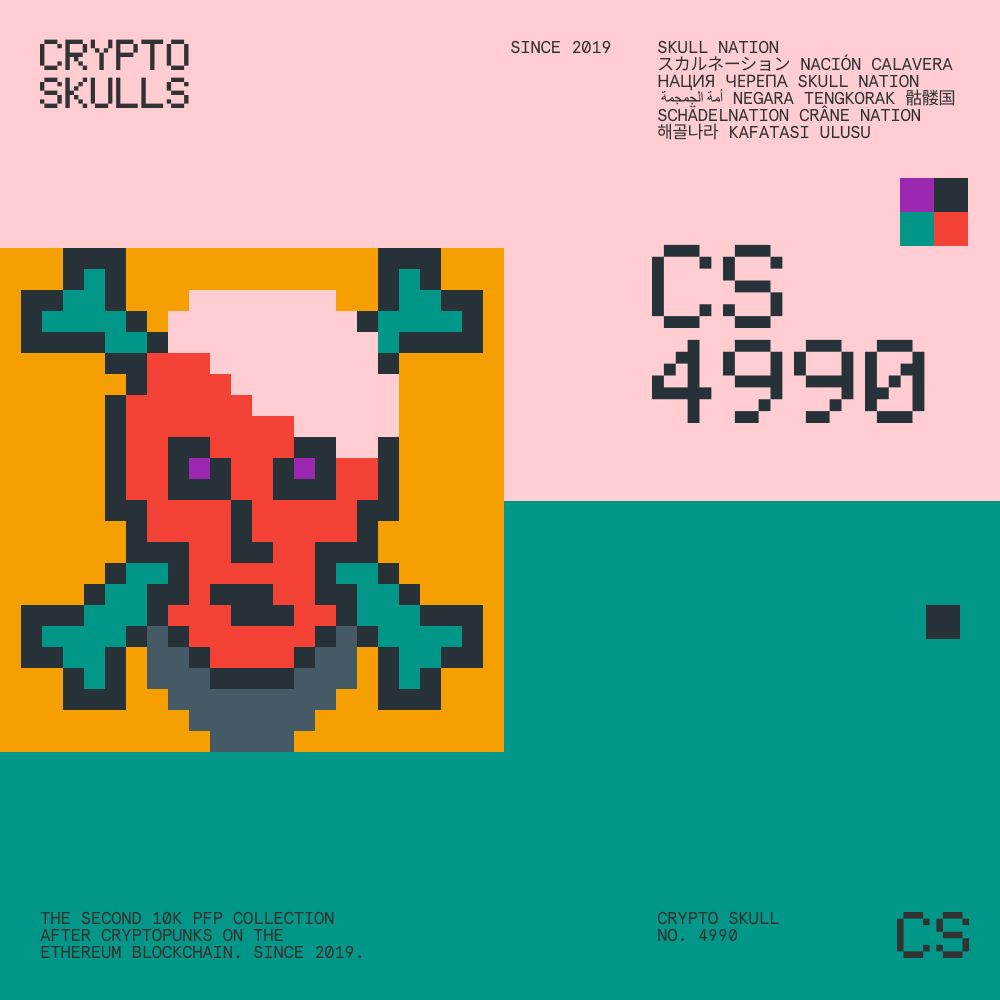 CRYPTO
SKULLS
SINCE 2019
SKULL NATION
スカルネーション NACIÓN CALAVERA
НАЦИЯ ЧЕРЕПА SKULL NATION
أمة الجمجمة NEGARA TENGKORAK 骷髅国
SCHÄDELNATION CRÂNE NATION
해골나라 KAFATASI ULUSU
CS
4990
THE SECOND 10K PFP COLLECTION
AFTER CRYPTOPUNKS ON THE
ETHEREUM BLOCKCHAIN. SINCE 2019.
CRYPTO SKULL
NO. 4990
CS